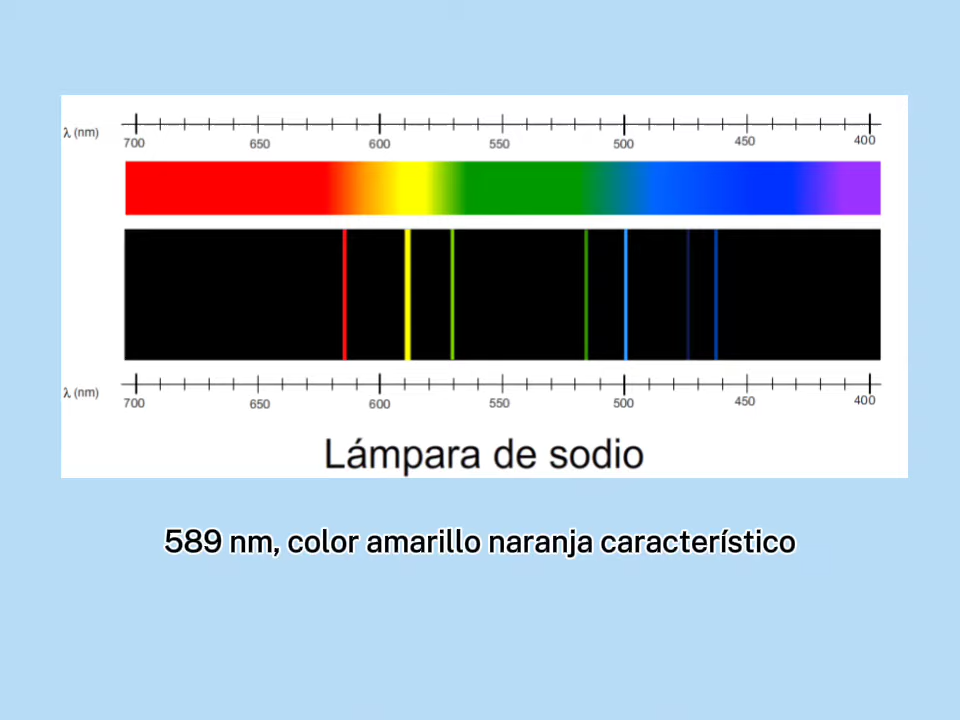 λ (nm)
700 650 600 550 500 450 400
λ (nm)
700 650 600 550 500 450 400
Lámpara de sodio
589 nm, color amarillo naranja característico